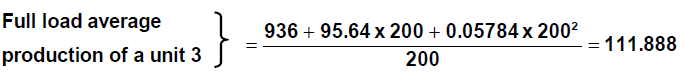 Full load average
production of a unit 3 } = 936 + 95.64 x 200 + 0.05784 x 200² / 200 = 111.888